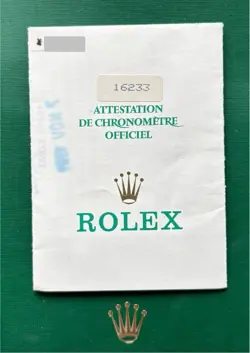 16233
ATTESTATION
DE CHRONOMÈTRE
OFFICIEL
ROLEX